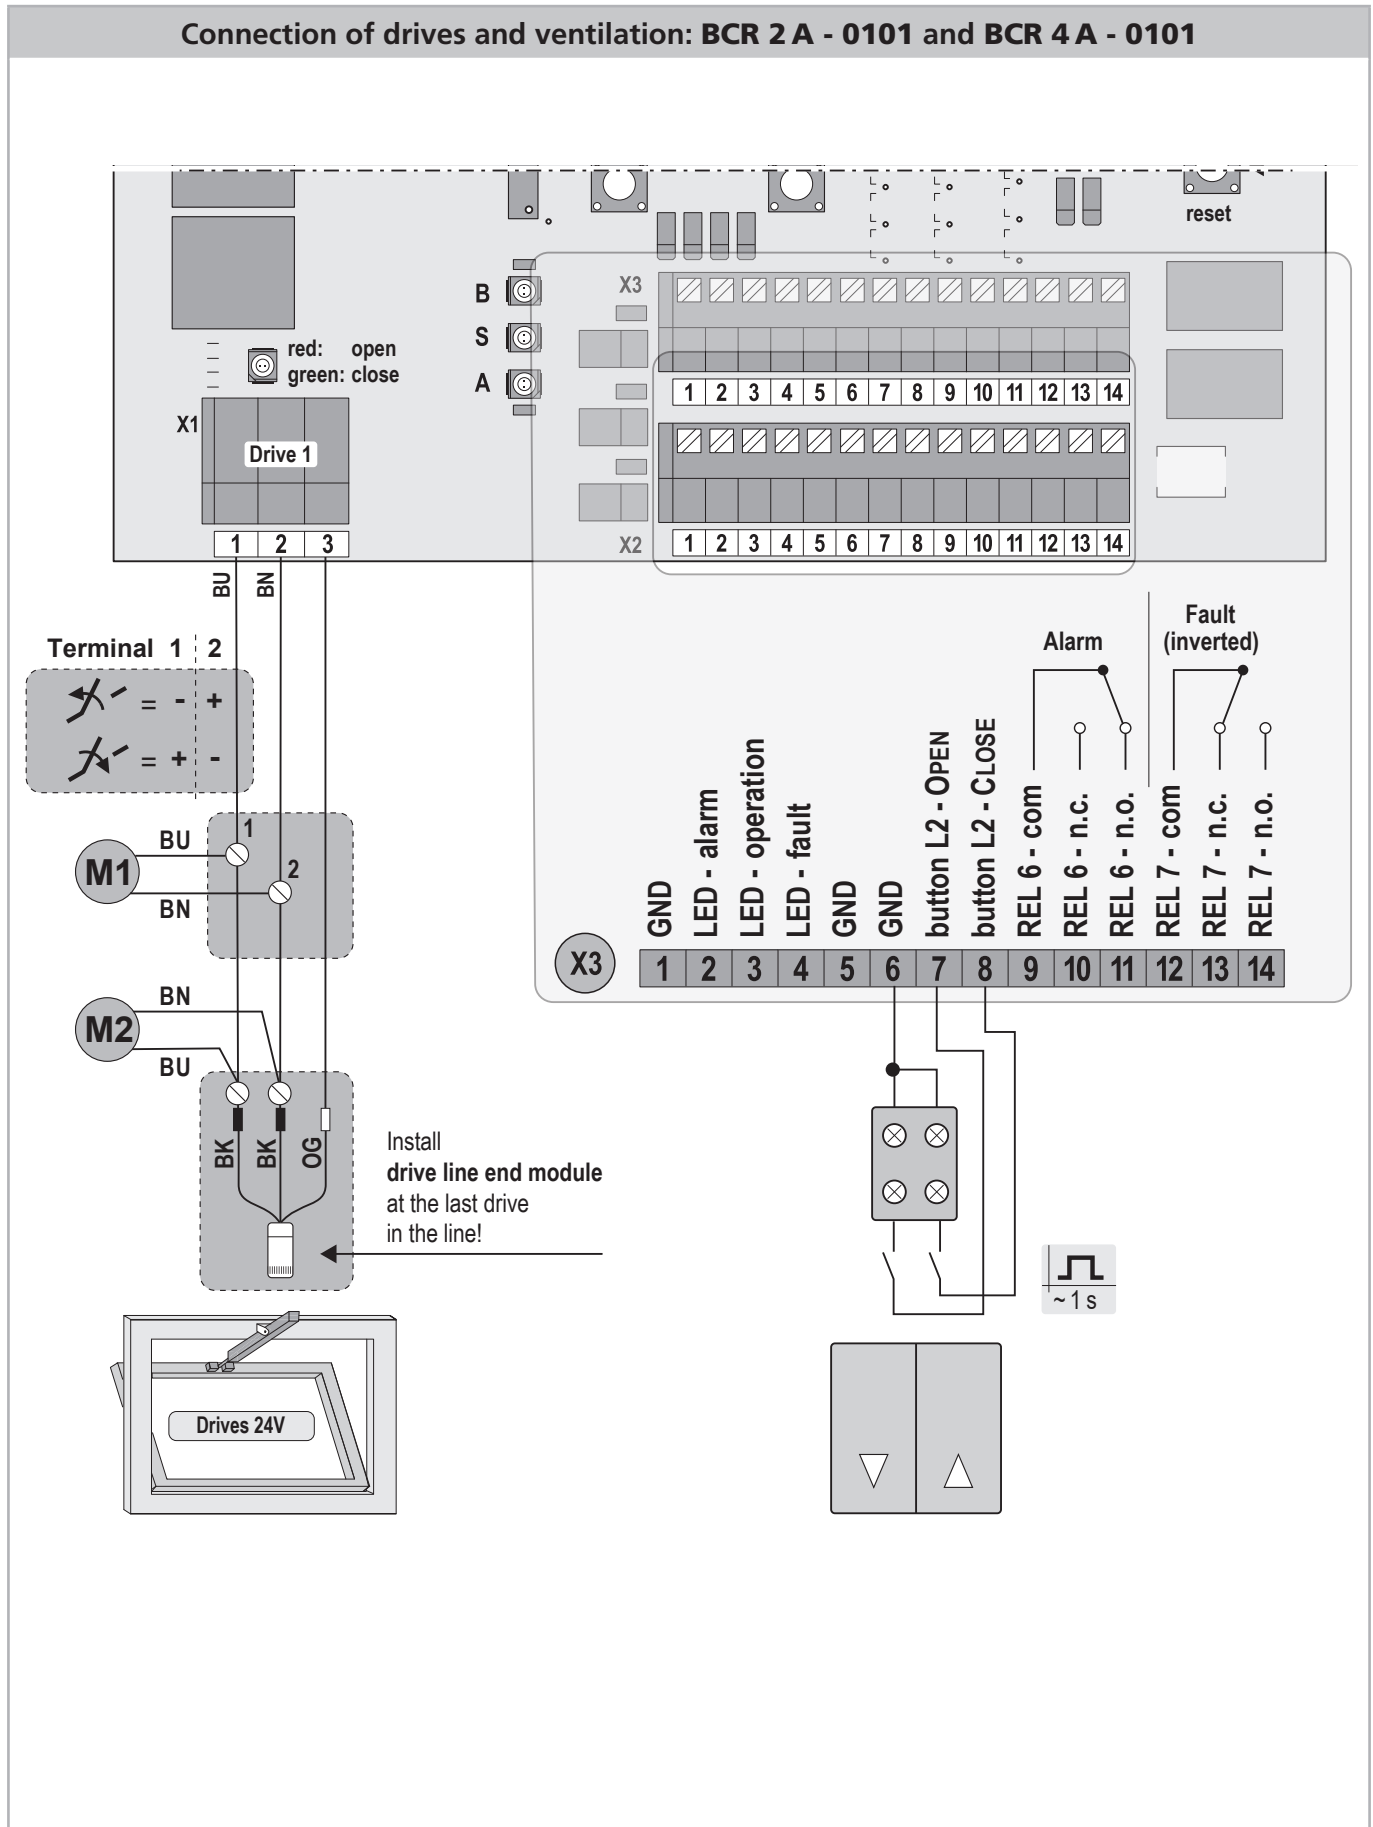 Connection of drives and ventilation: BCR 2 A - 0101 and BCR 4 A - 0101
reset
B
S
A
X3
red: open
green: close
1 2 3 4 5 6 7 8 9 10 11 12 13 14
X1
Drive 1
X2
1 2 3 4 5 6 7 8 9 10 11 12 13 14
1 2 3
BU
BN
Terminal 1 2
= - +
= + -
Alarm
Fault
(inverted)
GND
LED - alarm
LED - operation
LED - fault
GND
GND
button L2 - OPEN
button L2 - CLOSE
REL 6 - com
REL 6 - n.c.
REL 6 - n.o.
REL 7 - com
REL 7 - n.c.
REL 7 - n.o.
X3
1 2 3 4 5 6 7 8 9 10 11 12 13 14
M1
BU
BN
1
2
M2
BN
BU
BK
BK
OG
Install
drive line end module
at the last drive
in the line!
~ 1 s
Drives 24V